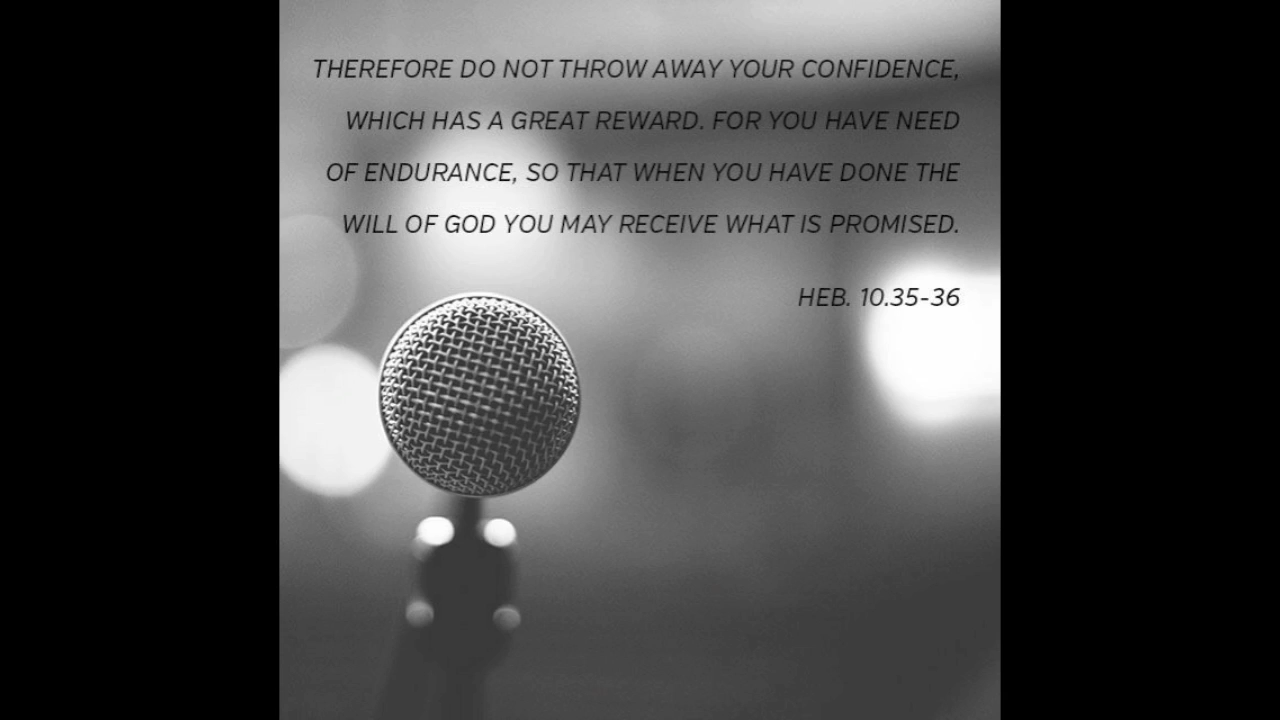 THEREFORE DO NOT THROW AWAY YOUR CONFIDENCE,
WHICH HAS A GREAT REWARD. FOR YOU HAVE NEED
OF ENDURANCE, SO THAT WHEN YOU HAVE DONE THE
WILL OF GOD YOU MAY RECEIVE WHAT IS PROMISED.
HEB. 10.35-36